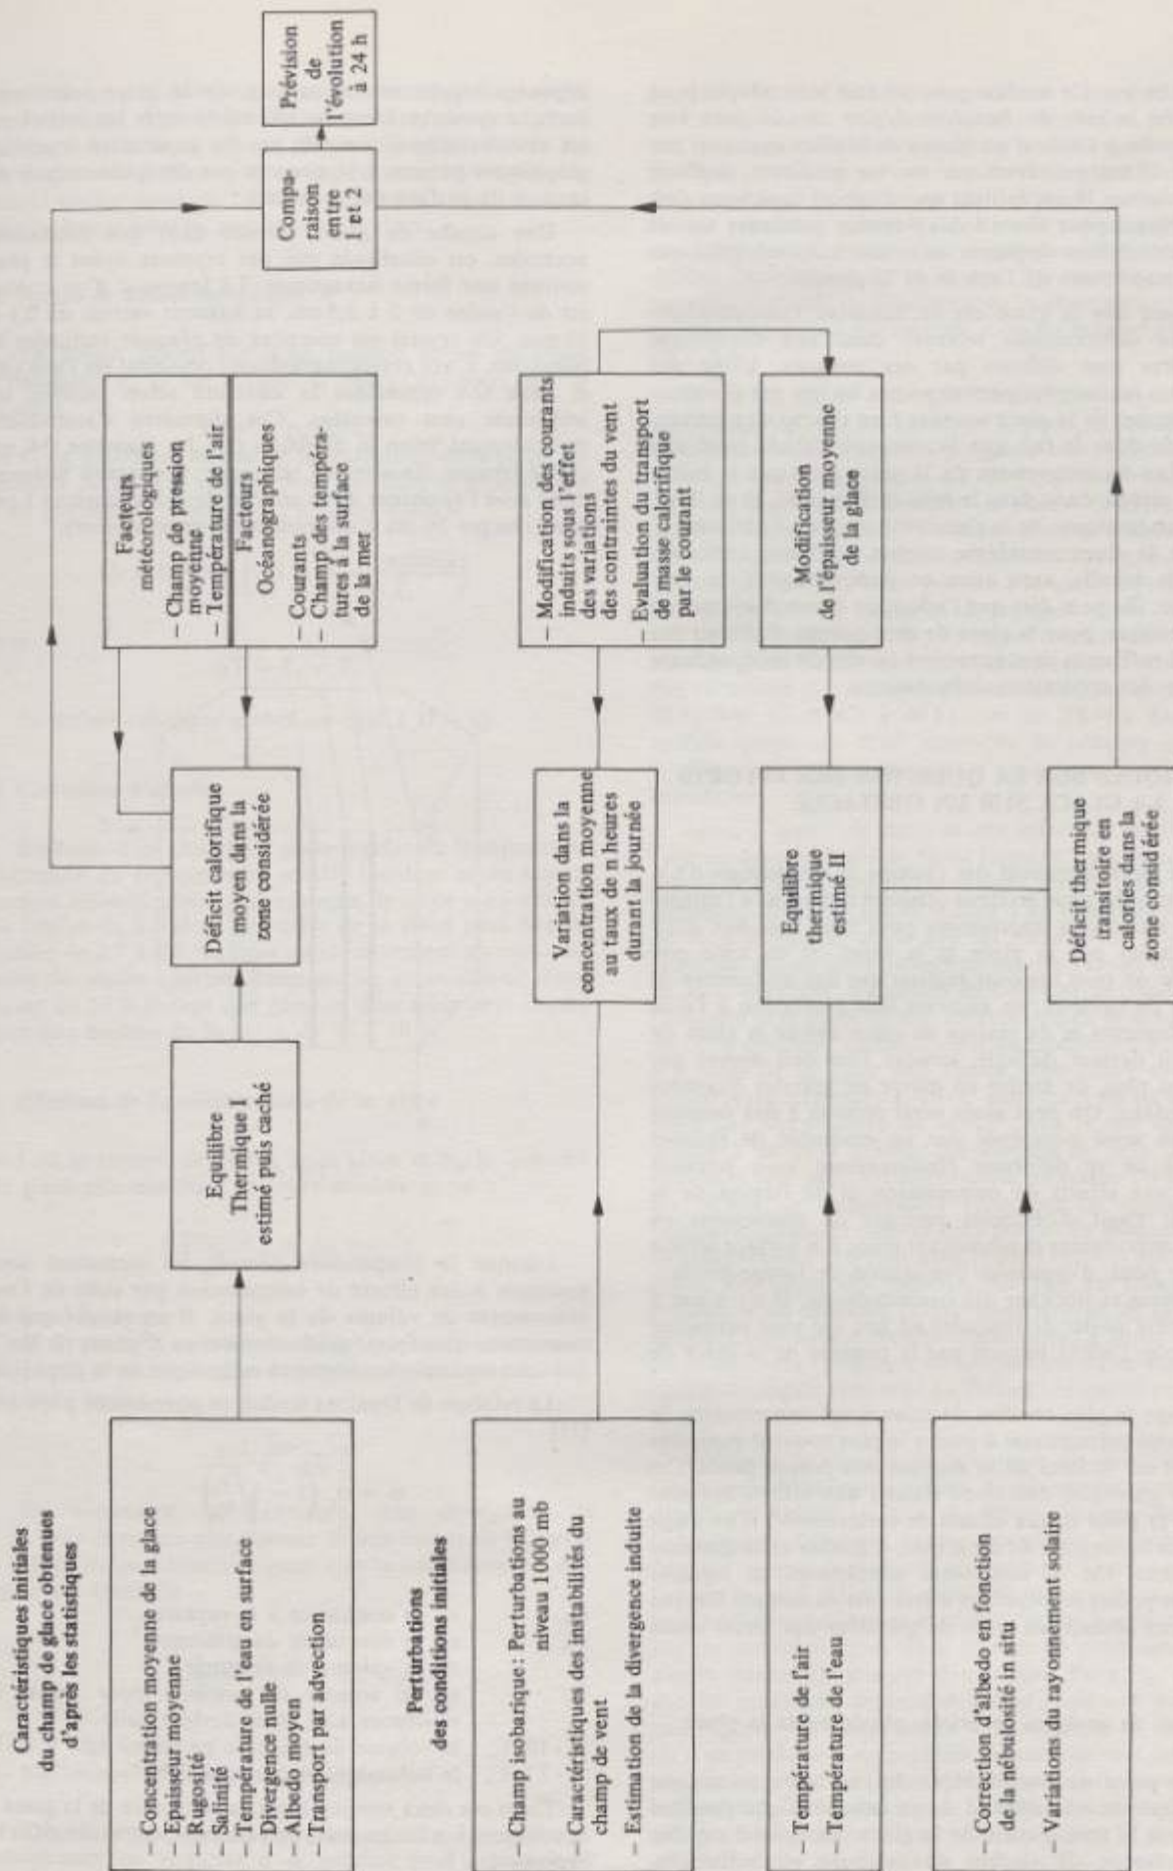 Caractéristiques initiales
du champ de glace obtenues
d'après les statistiques
– Concentration moyenne de la glace
– Epaisseur moyenne
– Rugosité
– Salinité
– Température de l'eau en surface
– Divergence nulle
– Albedo moyen
– Transport par advection
Equilibre
Thermique I
estimé puis caché
Déficit calorifique
moyen dans la
zone considérée
Facteurs
météorologiques
– Champ de pression
moyenne
– Température de l'air
Facteurs
Océanographiques
– Courants
– Champ des tempéra-
tures à la surface
de la mer
Compa-
raison
entre
1 et 2
Prévision
de
l'évolution
à 24 h
Perturbations
des conditions initiales
– Champ isobarique : Perturbations au
niveau 1000 mb
– Caractéristiques des instabilités du
champ de vent
– Estimation de la divergence induite
Variation dans la
concentration moyenne
au taux de n heures
durant la journée
– Modification des courants
induits sous l'effet
des variations
des contraintes du vent
– Evaluation du transport
de masse calorifique
par le courant
– Température de l'air
– Température de l'eau
Equilibre
thermique
estimé II
Modification
de l'épaisseur moyenne
de la glace
– Correction d'albedo en fonction
de la nébulosité in situ
– Variations du rayonnement solaire
Déficit thermique
transitoire en
calories dans la
zone considérée